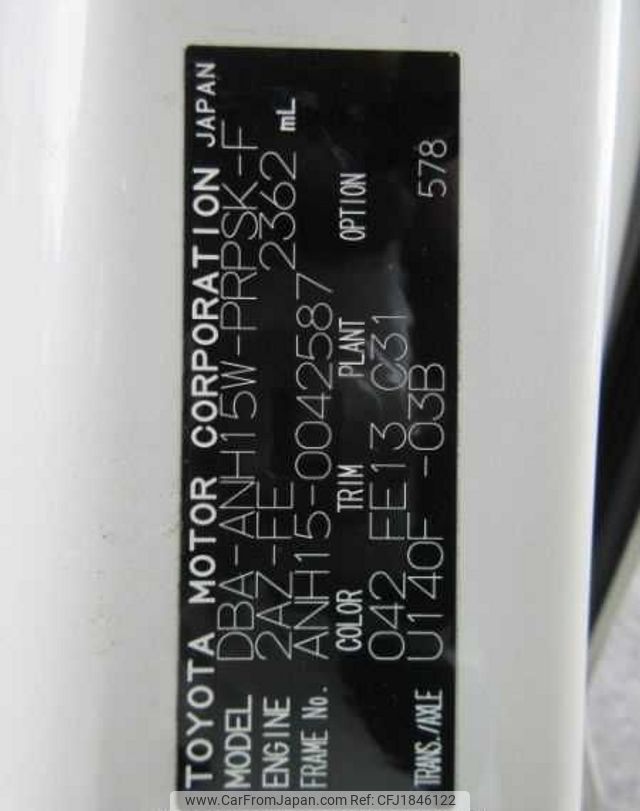 TOYOTA MOTOR CORPORATION JAPAN
MODEL DBA-ANH15W-PRPSK-F
ENGINE 2AZ-FE 2362 mL
FRAME No. ANH15-0042587
COLOR TRIM PLANT OPTION
042 FE13 C31
TRANS./AXLE U140F -03B 578
www.CarFromJapan.com Ref: CFJ1846122